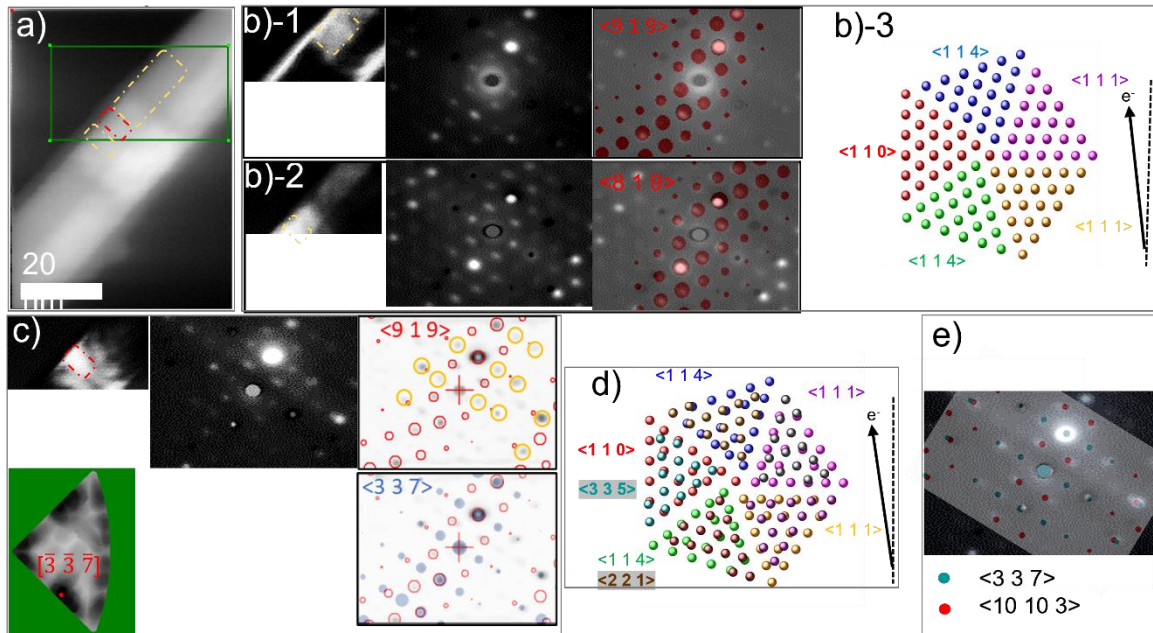 a)
20
b)-1
<9 1 9>
b)-2
<8 1 9>
b)-3
<1 1 4>
<1 1 1>
e-
<1 1 0>
<1 1 1>
<1 1 4>
c)
<9 1 9>
[3̅ 3̅ 7̅]
<3 3 7>
d)
<1 1 4>
<1 1 1>
e-
<1 1 0>
<3 3 5>
<1 1 1>
<1 1 4>
<2 2 1>
e)
<3 3 7>
<10 10 3>